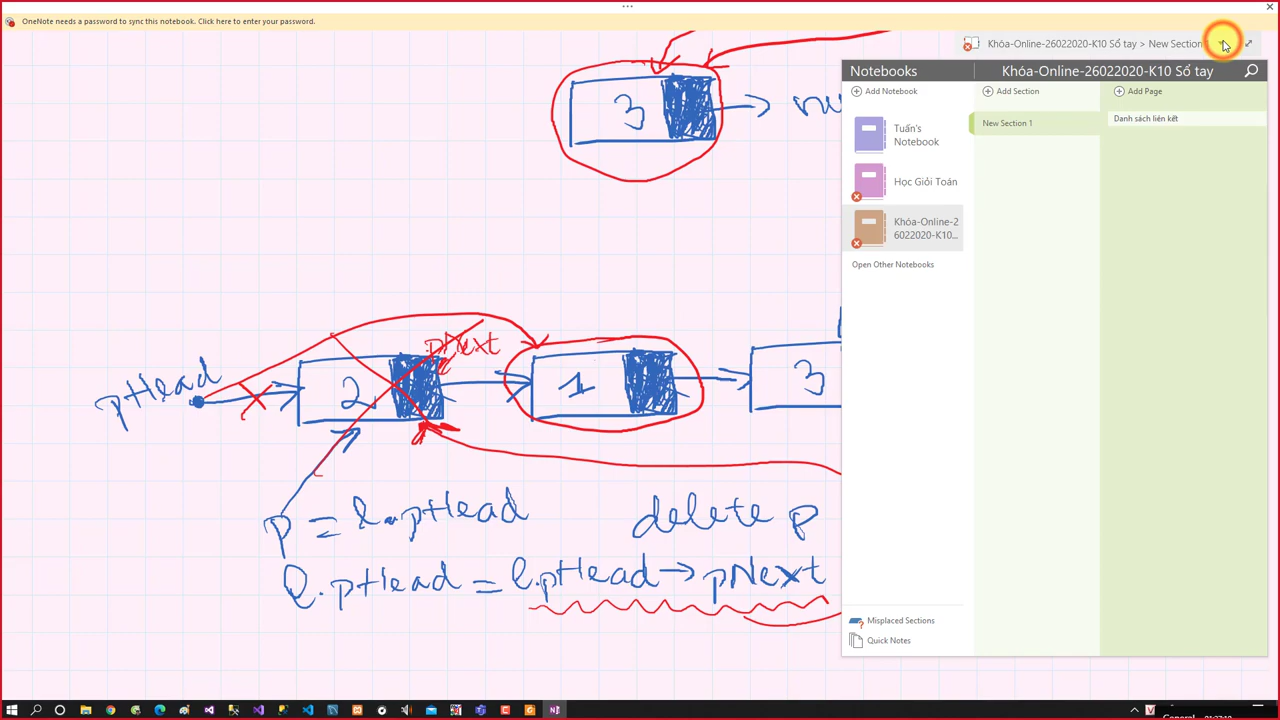 OneNote needs a password to sync this notebook. Click here to enter your password.
Khóa-Online-26022020-K10 Sổ tay > New Section
Notebooks
Khóa-Online-26022020-K10 Sổ tay
Add Notebook
Add Section
Add Page
Tuấn's
Notebook
New Section 1
Danh sách liên kết
Học Giỏi Toán
Khóa-Online-2
6022020-K10...
Open Other Notebooks
Misplaced Sections
Quick Notes
3
pNext
pHead
2
1
3
p = l.pHead
delete p
l.pHead = l.pHead → pNext